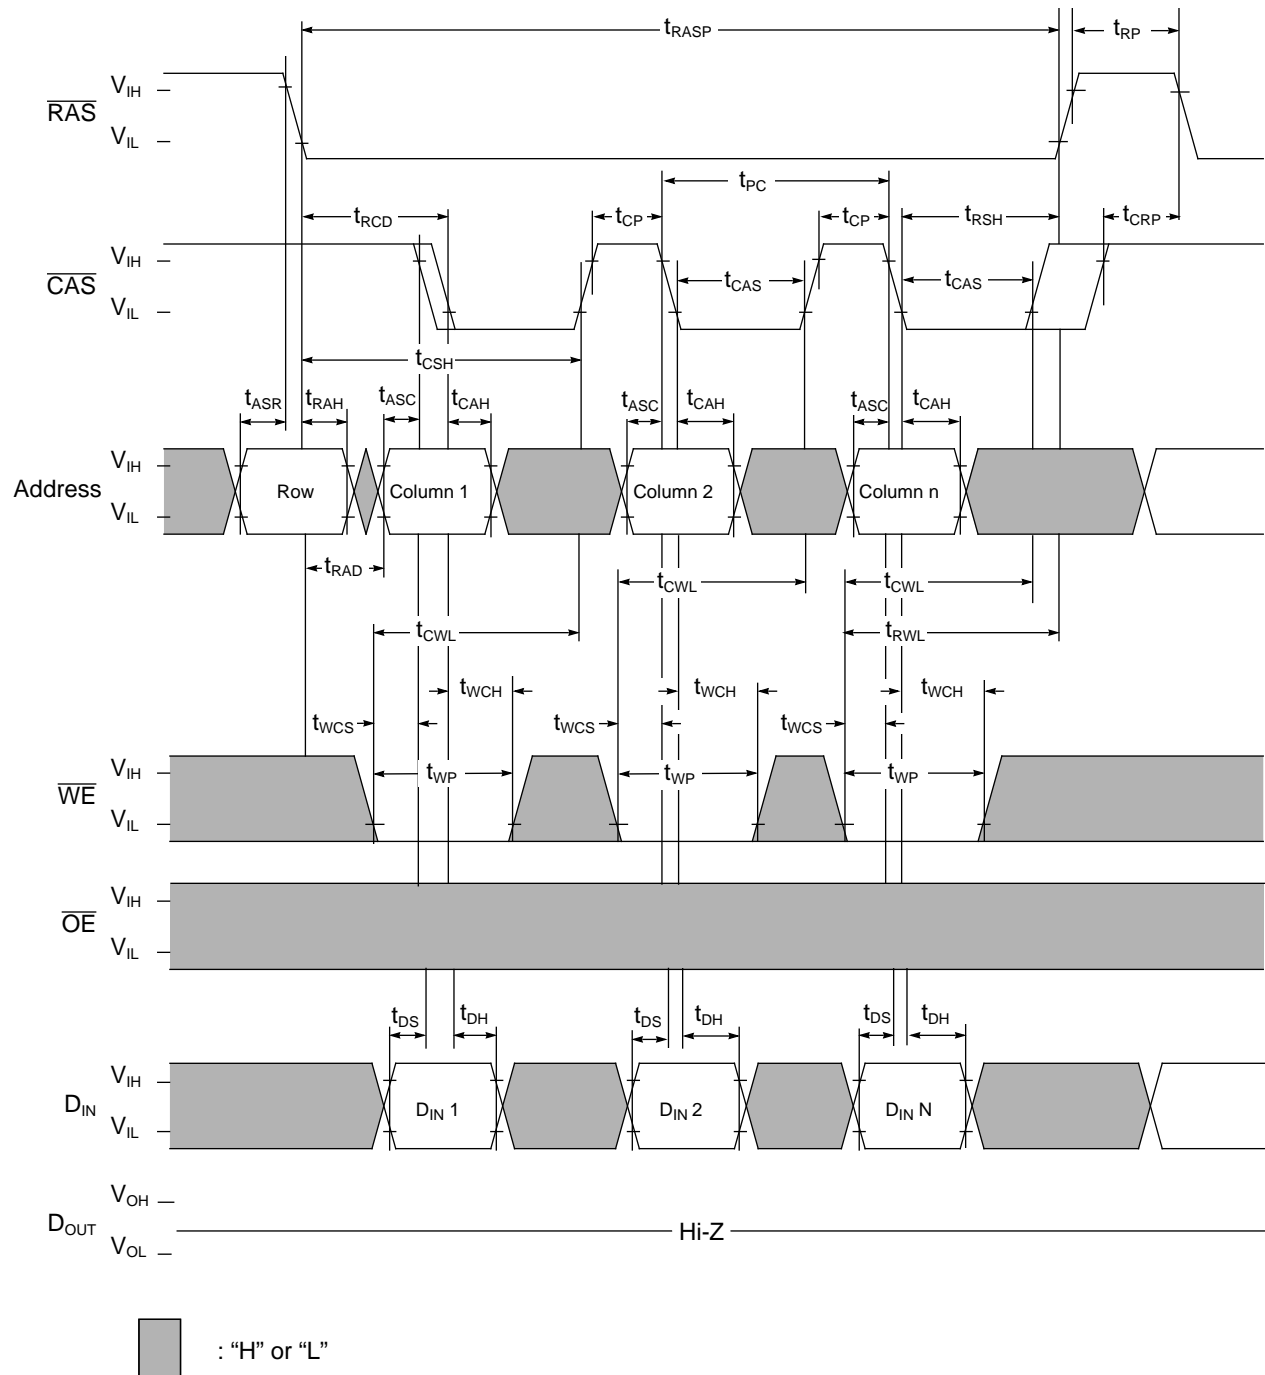 tRASP
tRP
RAS
VIH
VIL
tPC
tRCD
tCP
tCP
tRSH
tCRP
CAS
VIH
VIL
tCAS
tCAS
tCSH
tASR
tRAH
tASC
tCAH
tASC
tCAH
tASC
tCAH
Address
VIH
VIL
Row
Column 1
Column 2
Column n
tRAD
tCWL
tCWL
tCWL
tRWL
tWCH
tWCH
tWCH
tWCS
tWCS
tWCS
WE
VIH
VIL
tWP
tWP
tWP
OE
VIH
VIL
tDS
tDH
tDS
tDH
tDS
tDH
DIN
VIH
VIL
DIN 1
DIN 2
DIN N
DOUT
VOH
VOL
Hi-Z
: “H” or “L”